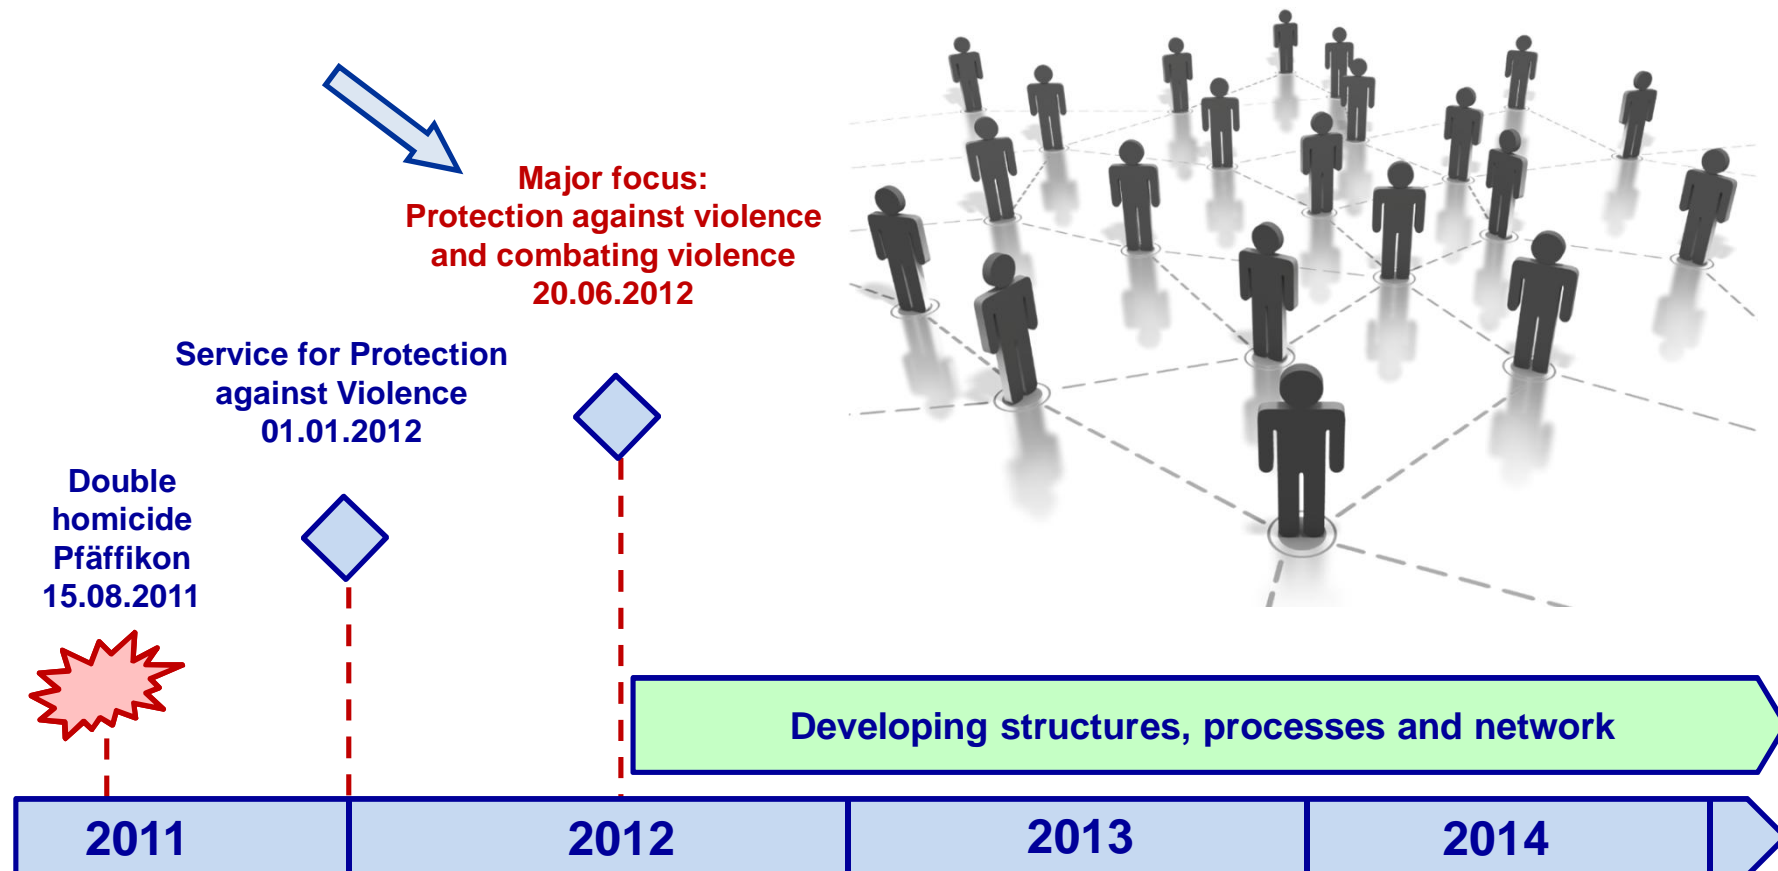 Major focus:
Protection against violence
and combating violence
20.06.2012
Service for Protection
against Violence
01.01.2012
Double
homicide
Pfäffikon
15.08.2011
Developing structures, processes and network
2011
2012
2013
2014